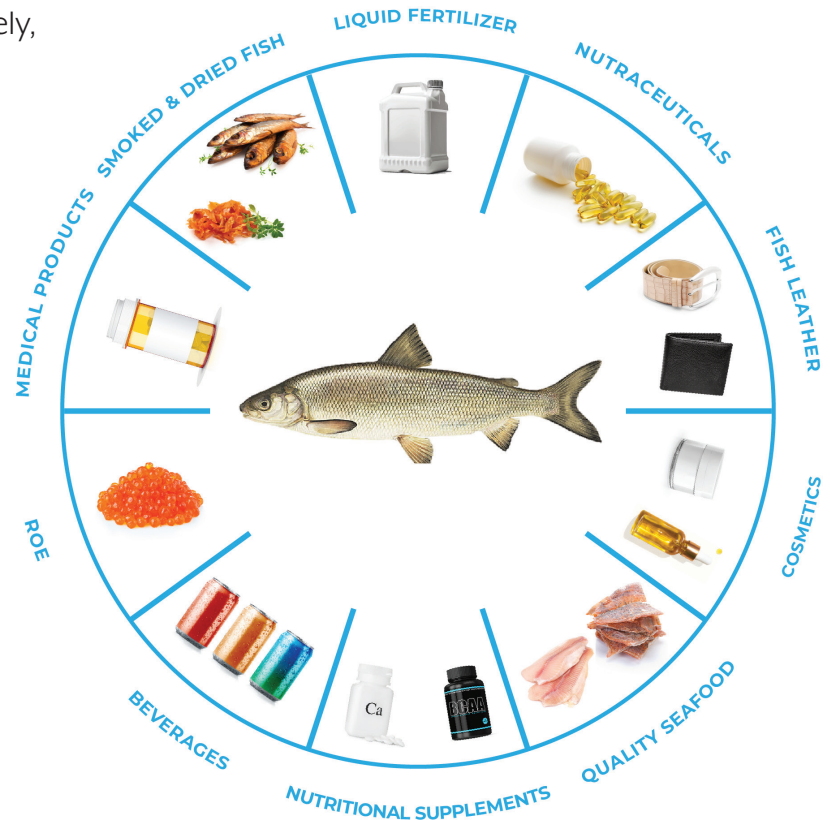 ely,
LIQUID FERTILIZER
NUTRACEUTICALS
FISH LEATHER
COSMETICS
QUALITY SEAFOOD
NUTRITIONAL SUPPLEMENTS
BEVERAGES
ROE
MEDICAL PRODUCTS
SMOKED & DRIED FISH
Ca
BCAA